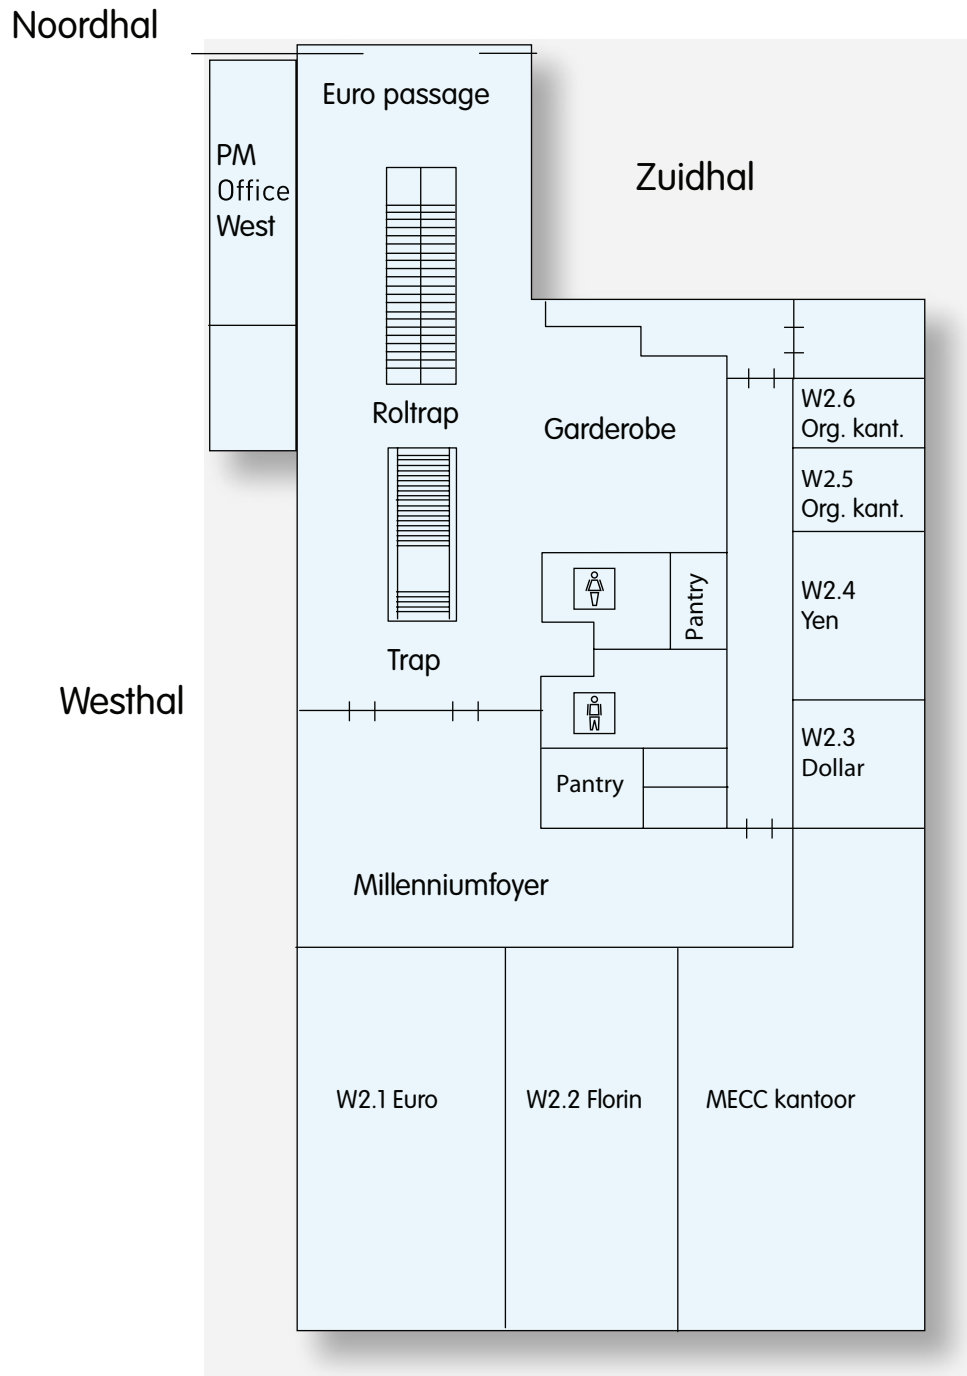 Noordhal
Euro passage
PM
Office
West
Zuidhal
Roltrap
Garderobe
W2.6
Org. kant.
W2.5
Org. kant.
W2.4
Yen
Pantry
Trap
Westhal
W2.3
Dollar
Pantry
Millenniumfoyer
W2.1 Euro
W2.2 Florin
MECC kantoor